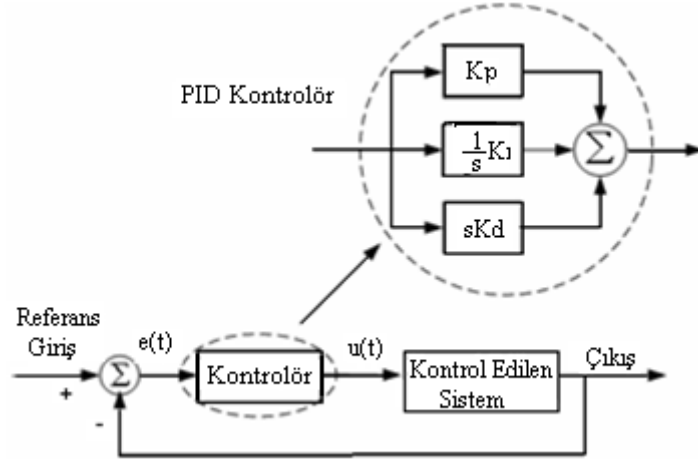 Kp
PID Kontrolör
1/s Kı
Σ
sKd
Referans
Giriş
e(t)
u(t)
Çıkış
Σ
Kontrolör
Kontrol Edilen
Sistem
+
-